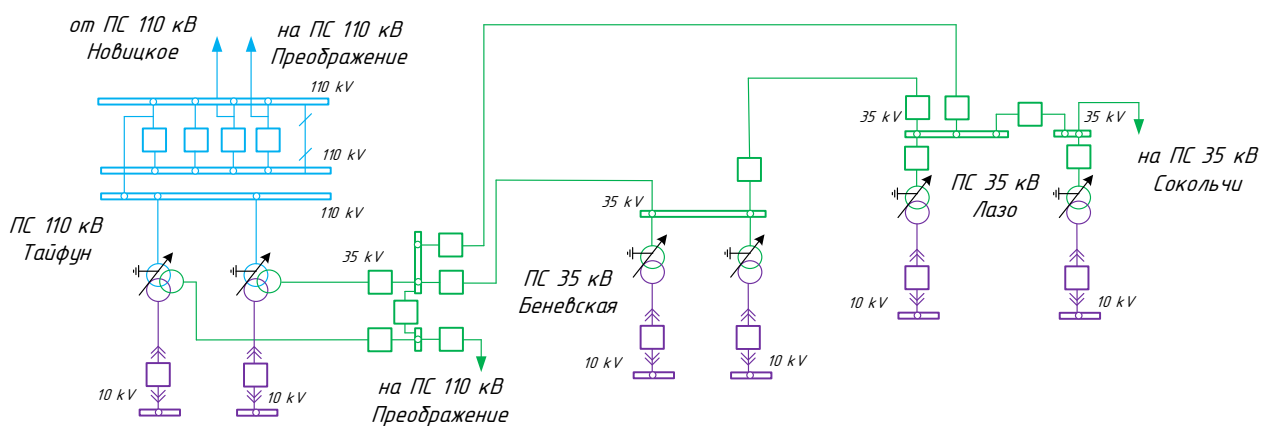 от ПС 110 кВ
Новицкое
на ПС 110 кВ
Преображение
110 kV
110 kV
110 kV
ПС 110 кВ
Тайфун
35 kV
10 kV
10 kV
на ПС 110 кВ
Преображение
35 kV
ПС 35 кВ
Беневская
10 kV
10 kV
35 kV
35 kV
на ПС 35 кВ
Сокольчи
ПС 35 кВ
Лазо
10 kV
10 kV